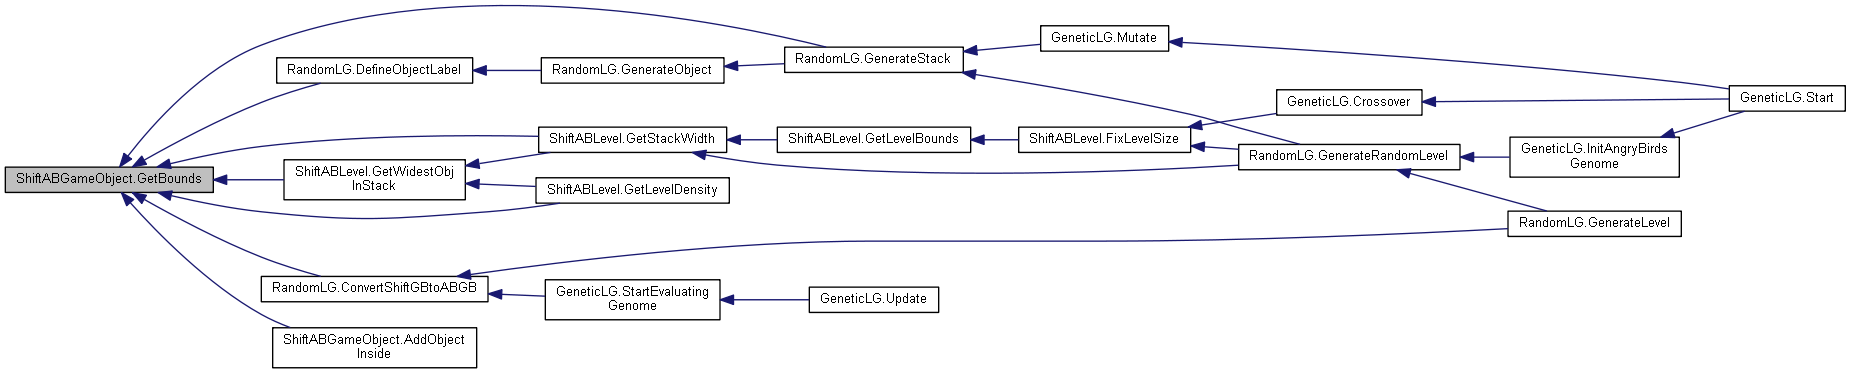 ShiftABGameObject.GetBounds
RandomLG.DefineObjectLabel
RandomLG.GenerateObject
RandomLG.GenerateStack
GeneticLG.Mutate
GeneticLG.Start
ShiftABLevel.GetStackWidth
ShiftABLevel.GetLevelBounds
ShiftABLevel.FixLevelSize
GeneticLG.Crossover
RandomLG.GenerateRandomLevel
GeneticLG.InitAngryBirds
Genome
ShiftABLevel.GetWidestObj
InStack
ShiftABLevel.GetLevelDensity
RandomLG.GenerateLevel
RandomLG.ConvertShiftGBtoABGB
GeneticLG.StartEvaluating
Genome
GeneticLG.Update
ShiftABGameObject.AddObject
Inside